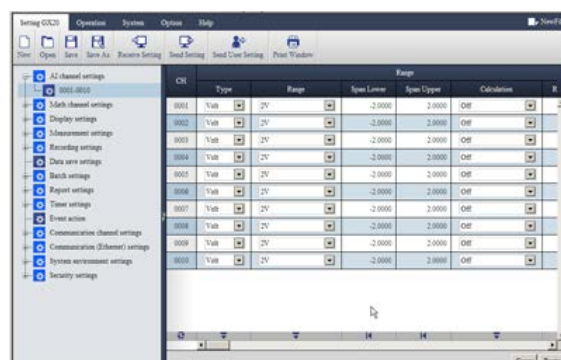 Setting GX20 Operation System Option Help NewFil
New Open Save Save As Receive Setting Send Setting Send User Setting Print Window
AI channel settings
0001-0010
Math channel settings
Display settings
Measurement settings
Recording settings
Data save settings
Batch settings
Report settings
Timer settings
Event action
Communication channel settings
Communication (Ethernet) settings
System environment settings
Security settings
CH Range
Type Range Span Lower Span Upper Calculation R
0001 Volt 2V -2.0000 2.0000 Off
0002 Volt 2V -2.0000 2.0000 Off
0003 Volt 2V -2.0000 2.0000 Off
0004 Volt 2V -2.0000 2.0000 Off
0005 Volt 2V -2.0000 2.0000 Off
0006 Volt 2V -2.0000 2.0000 Off
0007 Volt 2V -2.0000 2.0000 Off
0008 Volt 2V -2.0000 2.0000 Off
0009 Volt 2V -2.0000 2.0000 Off
0010 Volt 2V -2.0000 2.0000 Off